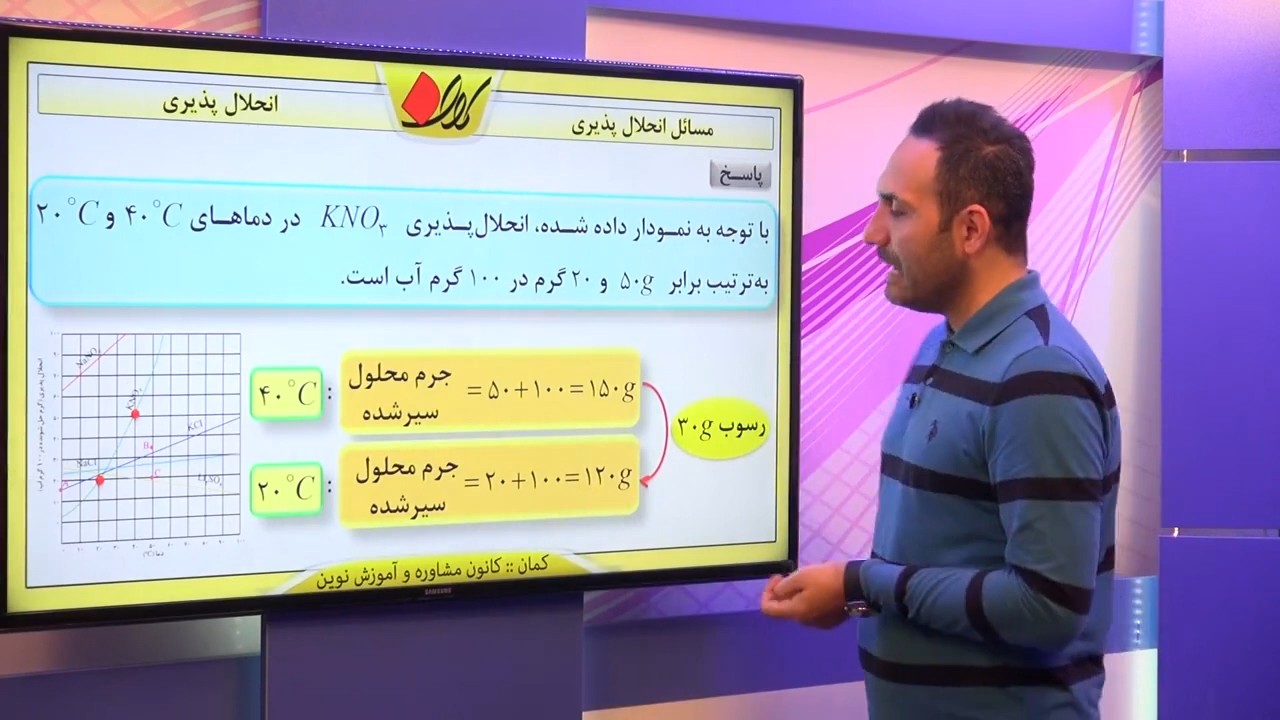 مسائل انحلال پذیری
انحلال پذیری
پاسخ
با توجه به نمودار داده شده، انحلال‌پذیری KNO₃ در دماهای ۴۰°C و ۲۰°C
به‌ترتیب برابر ۵۰g و ۲۰ گرم در ۱۰۰ گرم آب است.
۴۰°C : جرم محلول سیرشده = ۵۰+۱۰۰=۱۵۰g
رسوب ۳۰g
۲۰°C : جرم محلول سیرشده = ۲۰+۱۰۰=۱۲۰g
KCl
NaCl
B
C
کمان :: کانون مشاوره و آموزش نوین
SAMSUNG